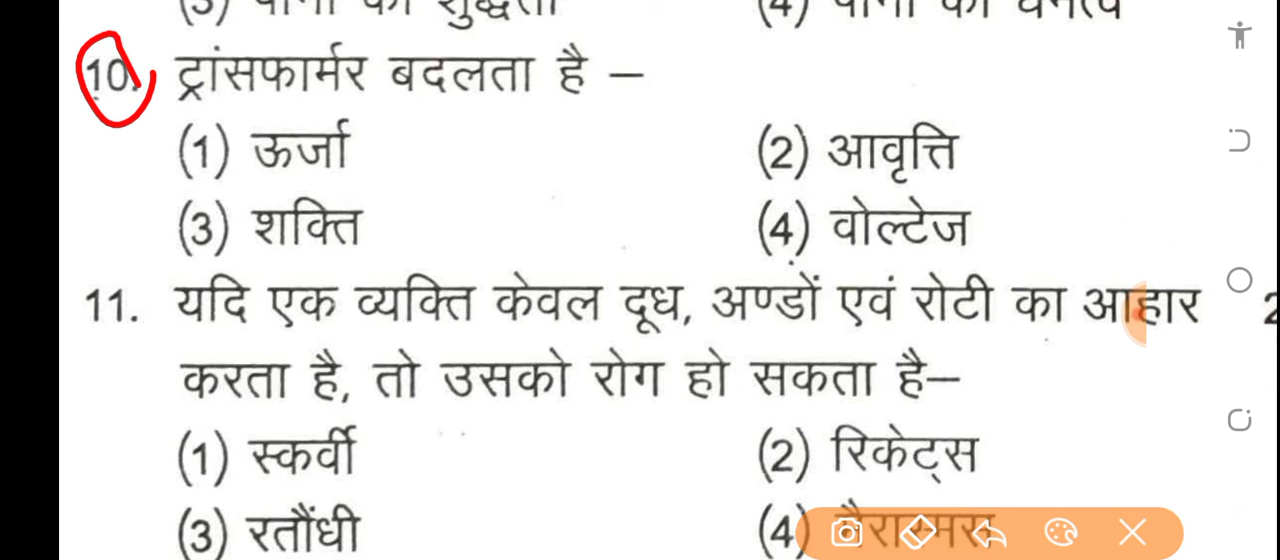 10. ट्रांसफार्मर बदलता है –
(1) ऊर्जा (2) आवृत्ति
(3) शक्ति (4) वोल्टेज
11. यदि एक व्यक्ति केवल दूध, अण्डों एवं रोटी का आहार
करता है, तो उसको रोग हो सकता है–
(1) स्कर्वी (2) रिकेट्स
(3) रतौंधी (4)